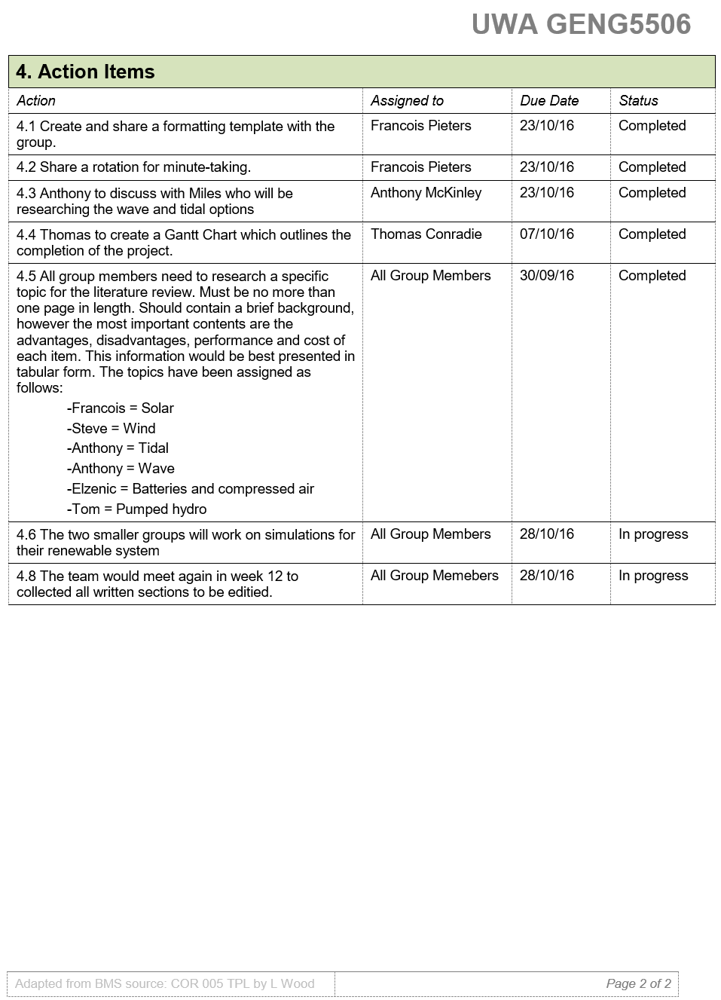 UWA GENG5506
4. Action Items
Action Assigned to Due Date Status
4.1 Create and share a formatting template with the Francois Pieters 23/10/16 Completed
group.
4.2 Share a rotation for minute-taking. Francois Pieters 23/10/16 Completed
4.3 Anthony to discuss with Miles who will be Anthony McKinley 23/10/16 Completed
researching the wave and tidal options
4.4 Thomas to create a Gantt Chart which outlines the Thomas Conradie 07/10/16 Completed
completion of the project.
4.5 All group members need to research a specific All Group Members 30/09/16 Completed
topic for the literature review. Must be no more than
one page in length. Should contain a brief background,
however the most important contents are the
advantages, disadvantages, performance and cost of
each item. This information would be best presented in
tabular form. The topics have been assigned as
follows:
-Francois = Solar
-Steve = Wind
-Anthony = Tidal
-Anthony = Wave
-Elzenic = Batteries and compressed air
-Tom = Pumped hydro
4.6 The two smaller groups will work on simulations for All Group Members 28/10/16 In progress
their renewable system
4.8 The team would meet again in week 12 to All Group Memebers 28/10/16 In progress
collected all written sections to be editied.
Adapted from BMS source: COR 005 TPL by L Wood Page 2 of 2